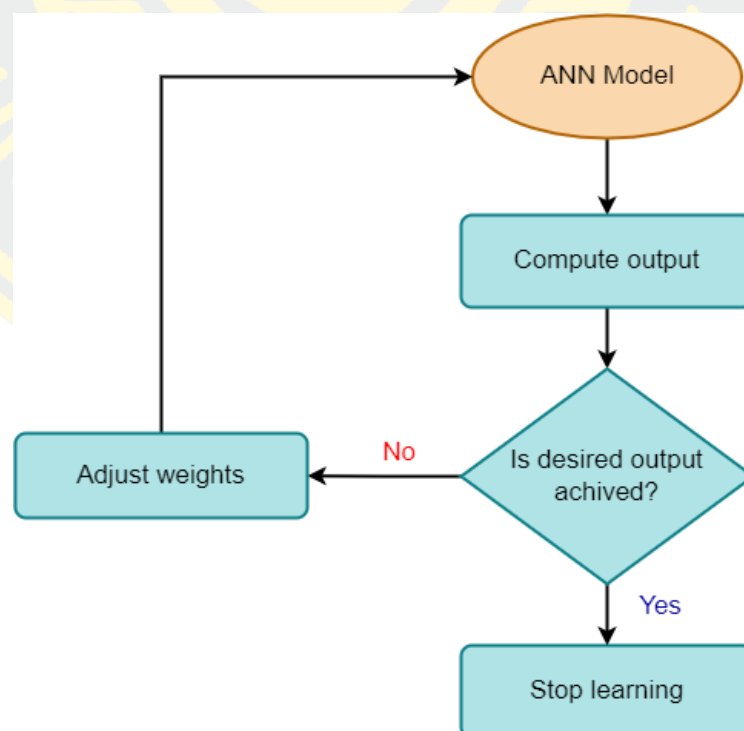 ANN Model
Compute output
Is desired output
achived?
No
Adjust weights
Yes
Stop learning